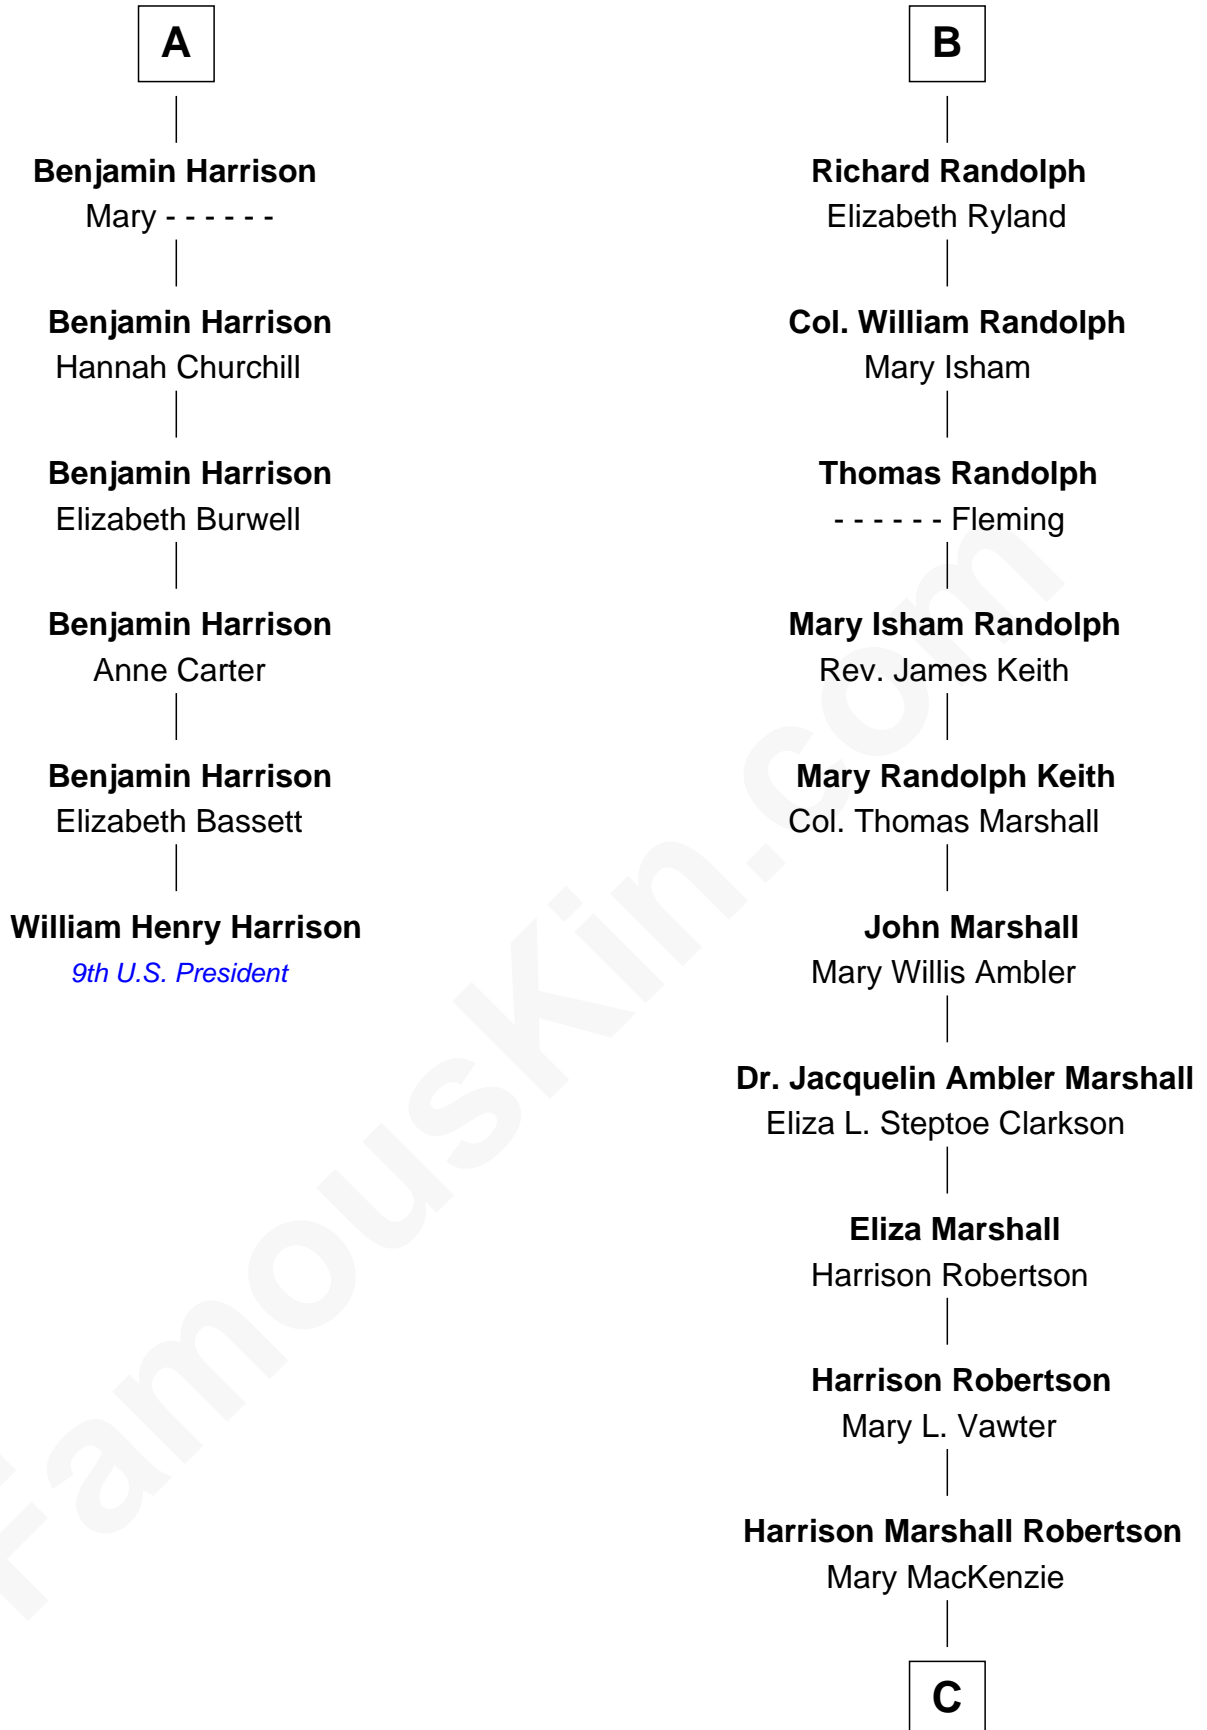 A
Benjamin Harrison
Mary - - - - - -
Benjamin Harrison
Hannah Churchill
Benjamin Harrison
Elizabeth Burwell
Benjamin Harrison
Anne Carter
Benjamin Harrison
Elizabeth Bassett
William Henry Harrison
9th U.S. President
B
Richard Randolph
Elizabeth Ryland
Col. William Randolph
Mary Isham
Thomas Randolph
- - - - - - Fleming
Mary Isham Randolph
Rev. James Keith
Mary Randolph Keith
Col. Thomas Marshall
John Marshall
Mary Willis Ambler
Dr. Jacquelin Ambler Marshall
Eliza L. Steptoe Clarkson
Eliza Marshall
Harrison Robertson
Harrison Robertson
Mary L. Vawter
Harrison Marshall Robertson
Mary MacKenzie
C
FamousKin.com